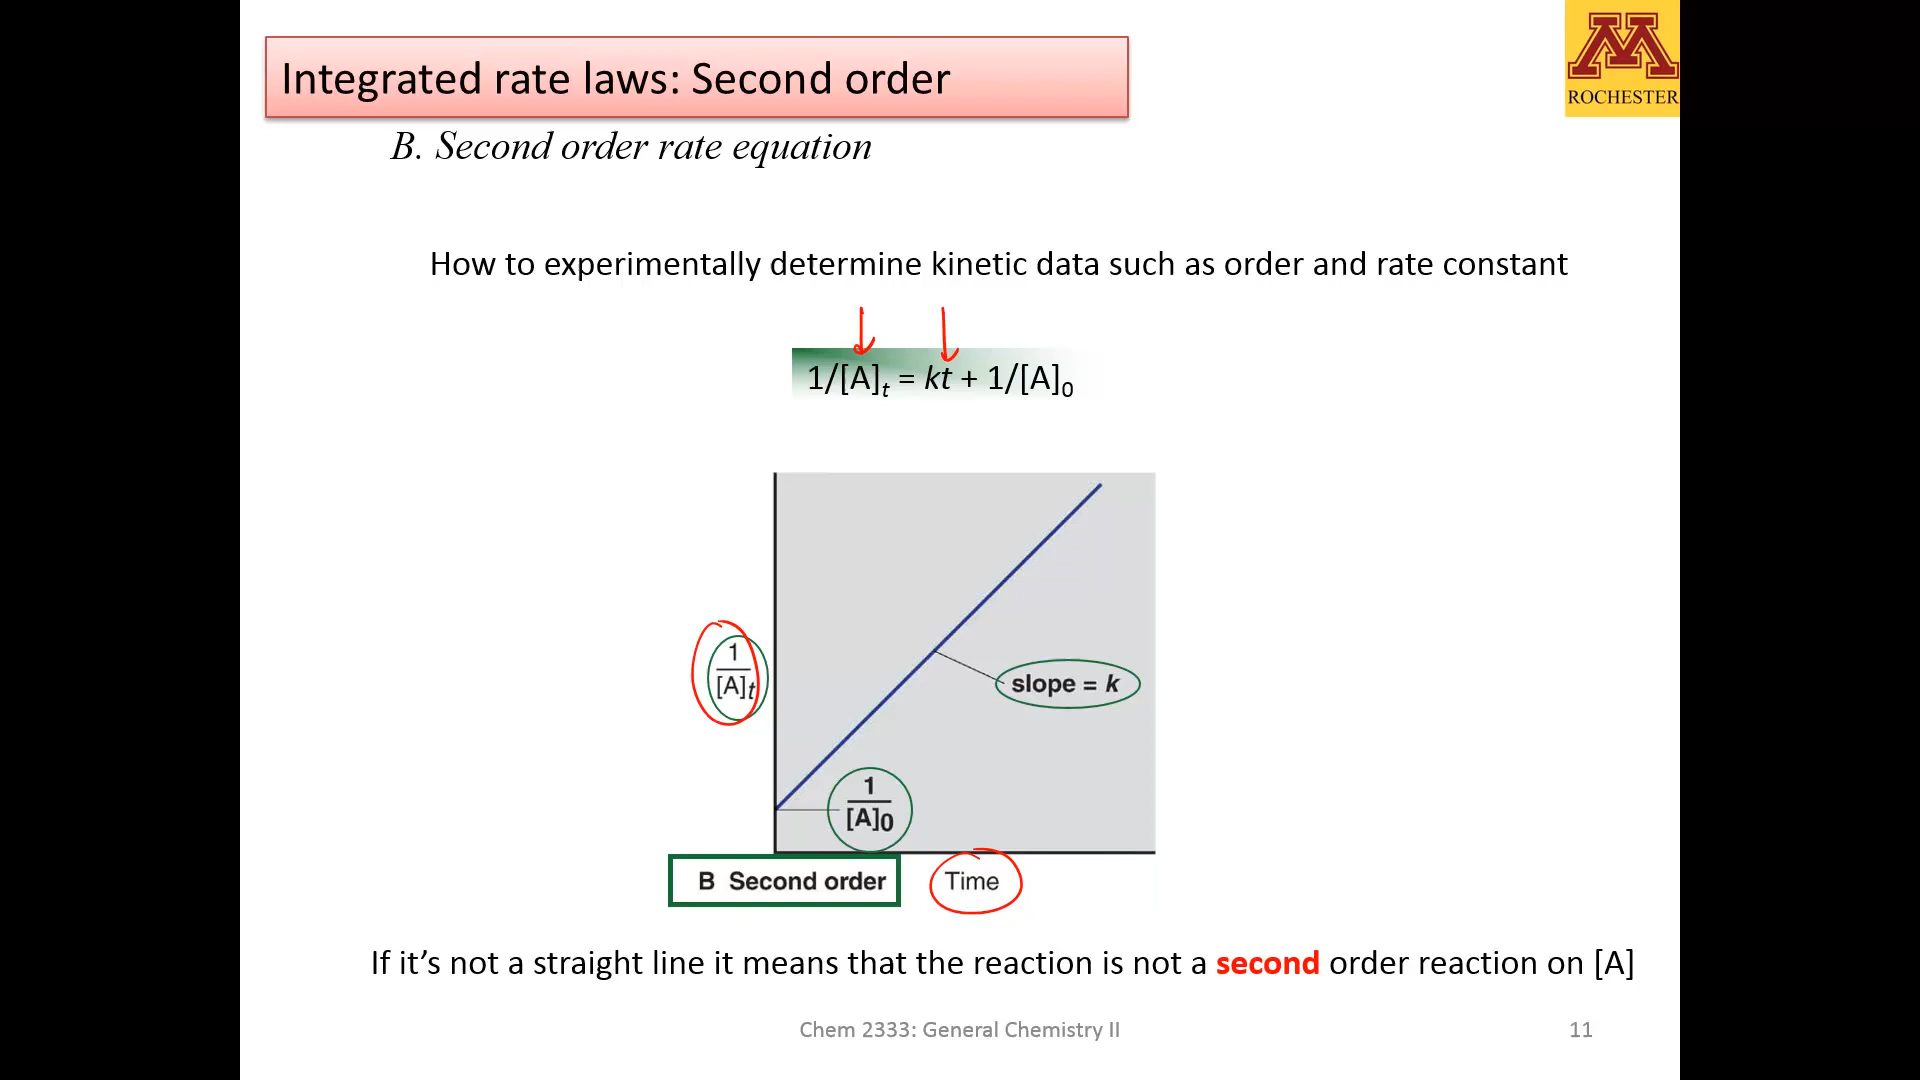 Integrated rate laws: Second order
M
ROCHESTER
B. Second order rate equation
How to experimentally determine kinetic data such as order and rate constant
1/[A]t = kt + 1/[A]0
1
[A]t
slope = k
1
[A]0
B Second order
Time
If it’s not a straight line it means that the reaction is not a second order reaction on [A]
Chem 2333: General Chemistry II
11